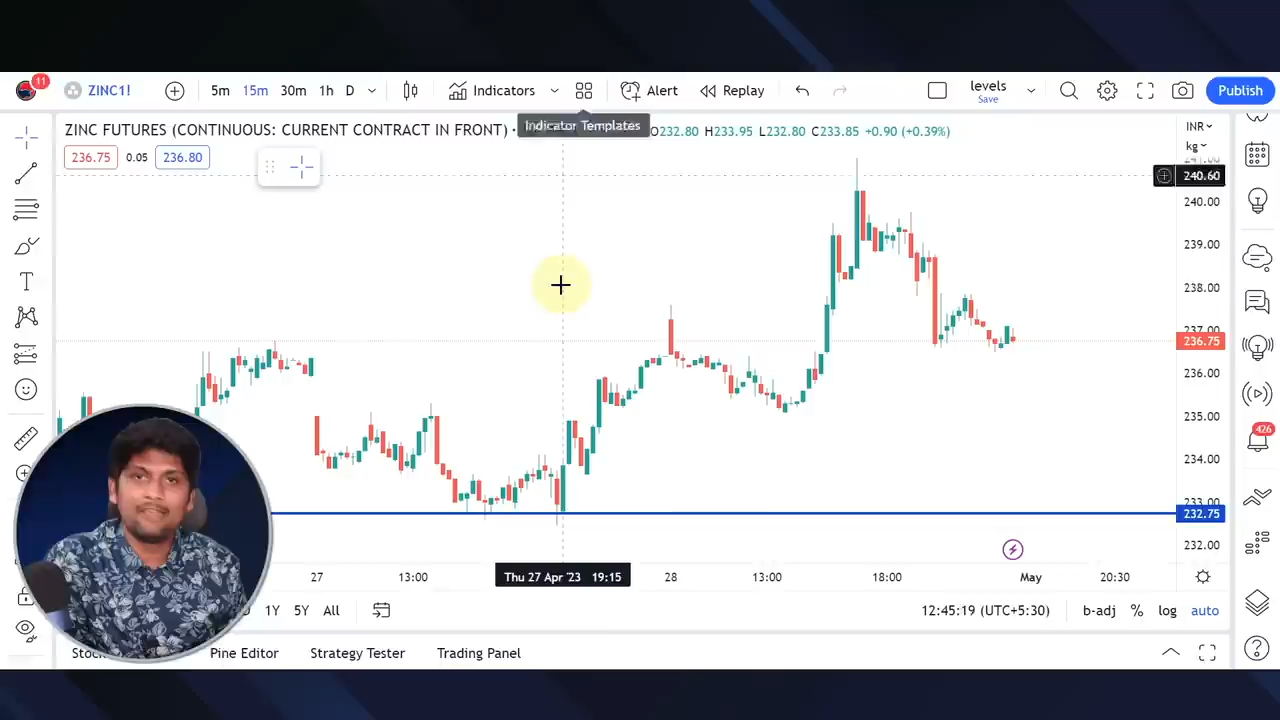 11
ZINC1!
5m 15m 30m 1h D
Indicators
Alert
Replay
levels
Save
Publish
ZINC FUTURES (CONTINUOUS: CURRENT CONTRACT IN FRONT) ·
Indicator Templates
O232.80 H233.95 L232.80 C233.85 +0.90 (+0.39%)
INR
kg
236.75 0.05 236.80
240.60
240.00
239.00
238.00
237.00
236.75
236.00
235.00
234.00
233.00
232.75
232.00
426
27 13:00 Thu 27 Apr '23 19:15 28 13:00 18:00 May 20:30
1Y 5Y All
12:45:19 (UTC+5:30) b-adj % log auto
Pine Editor Strategy Tester Trading Panel